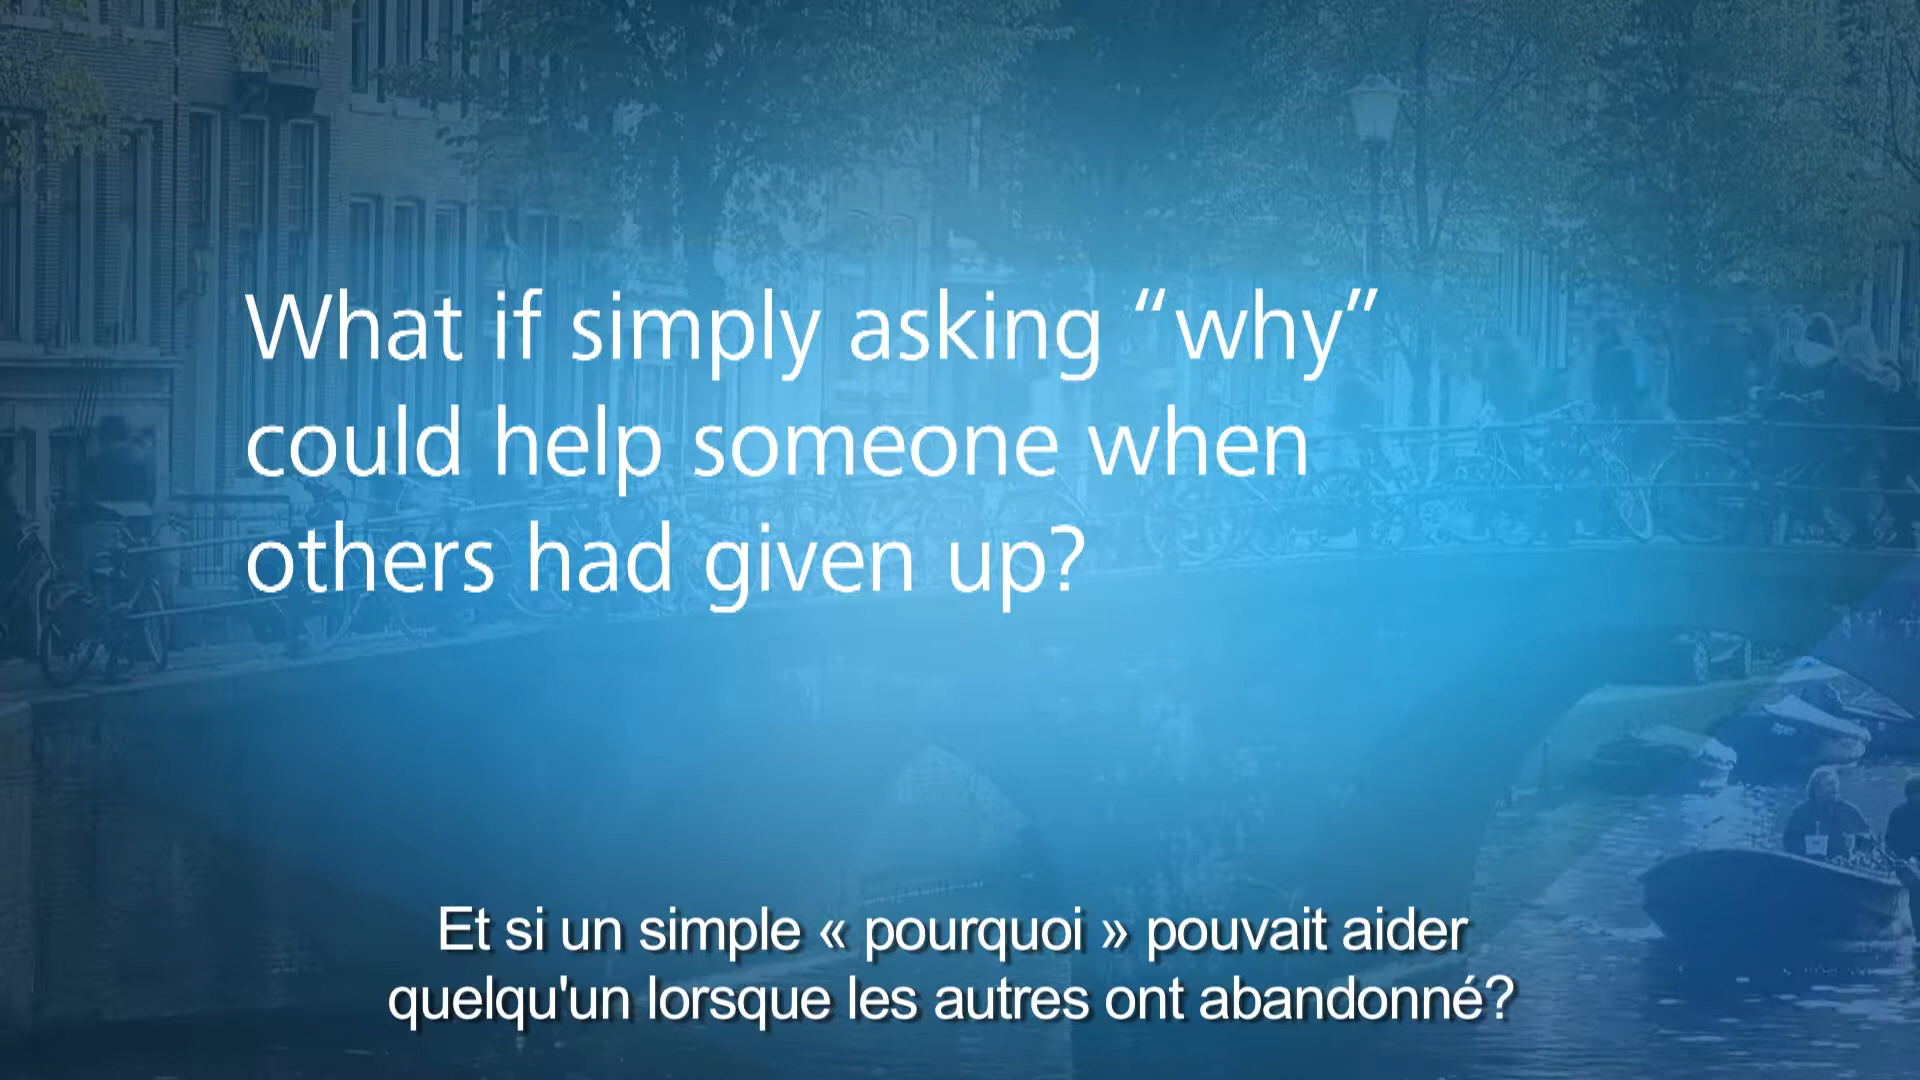 What if simply asking “why”
could help someone when
others had given up?
Et si un simple « pourquoi » pouvait aider
quelqu'un lorsque les autres ont abandonné?